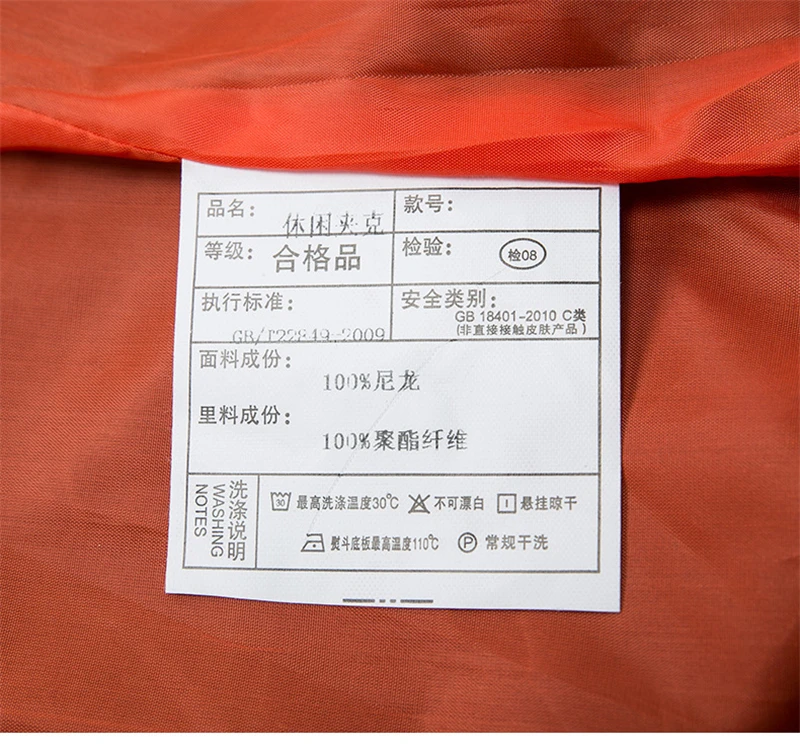 品名： 休闲夹克 款号：
等级： 合格品 检验： 检08
执行标准： 安全类别：
GB/T22849-2009 GB 18401-2010 C类
(非直接接触皮肤产品)
面料成份：
100%尼龙
里料成份：
100%聚酯纤维
洗涤说明
WASHING
NOTES
30 最高洗涤温度30℃ 不可漂白 悬挂晾干
熨斗底板最高温度110℃ P 常规干洗